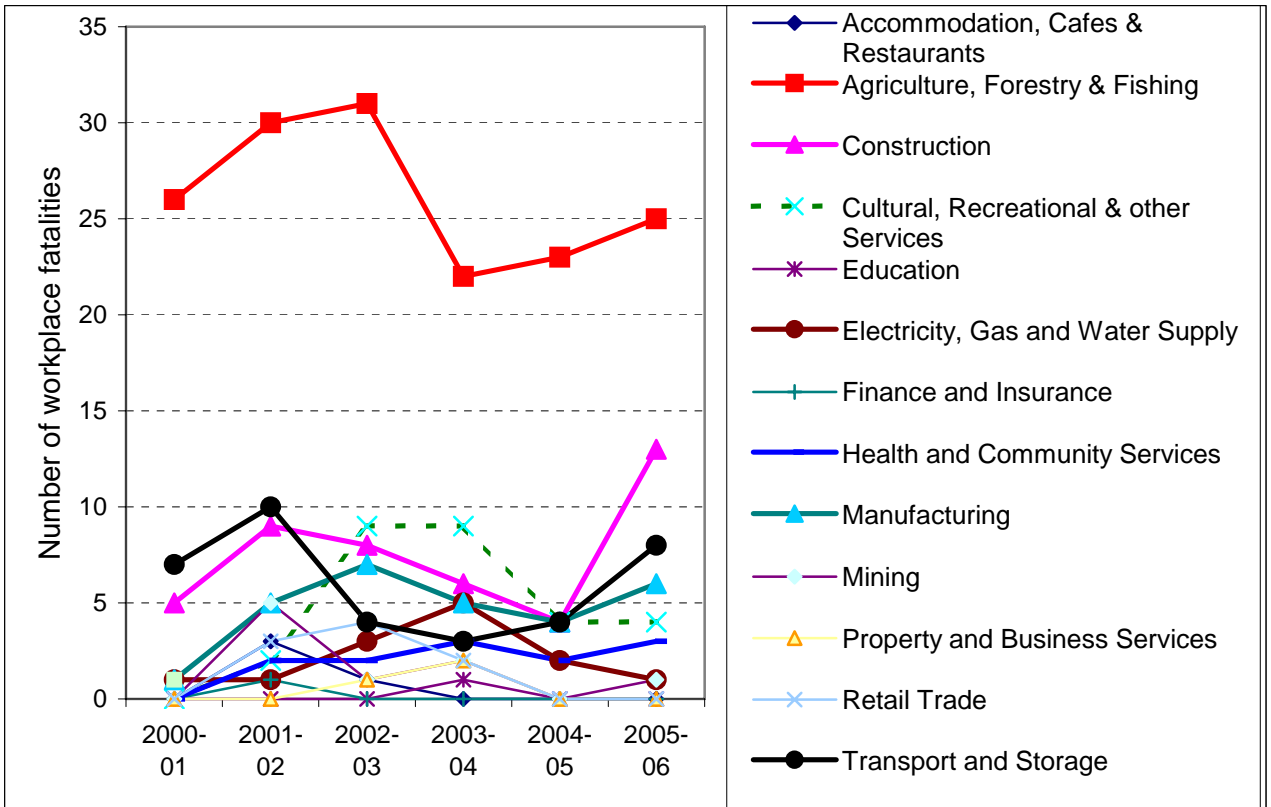 35
30
25
20
15
10
5
0
Number of workplace fatalities
2000-
01
2001-
02
2002-
03
2003-
04
2004-
05
2005-
06
Accommodation, Cafes &
Restaurants
Agriculture, Forestry & Fishing
Construction
Cultural, Recreational & other
Services
Education
Electricity, Gas and Water Supply
Finance and Insurance
Health and Community Services
Manufacturing
Mining
Property and Business Services
Retail Trade
Transport and Storage